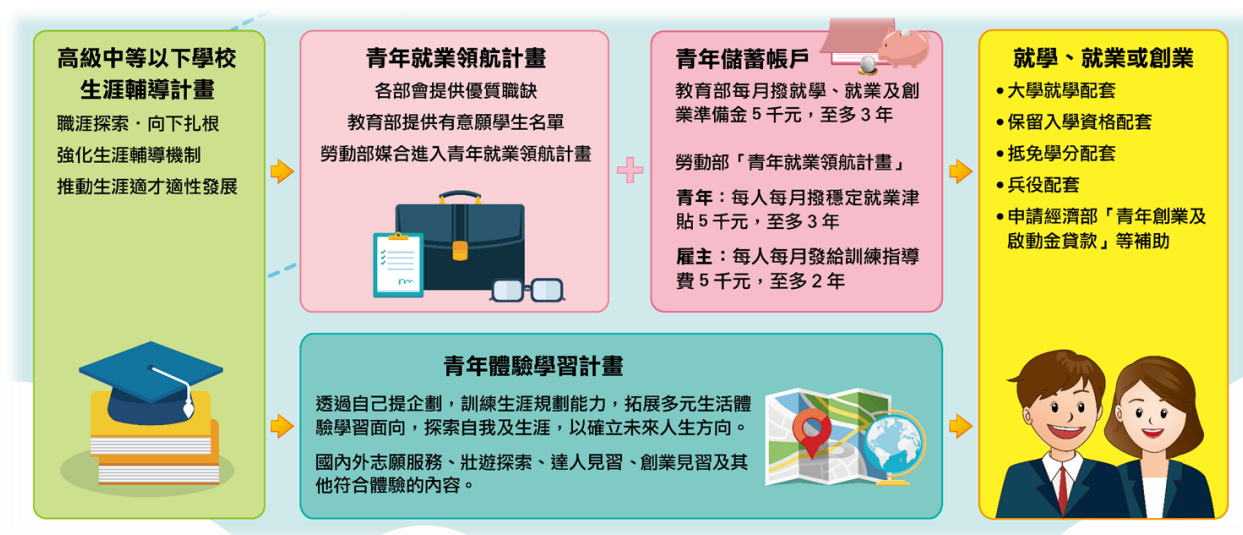 高級中等以下學校
生涯輔導計畫
職涯探索．向下扎根
強化生涯輔導機制
推動生涯適才適性發展
青年就業領航計畫
各部會提供優質職缺
教育部提供有意願學生名單
勞動部媒合進入青年就業領航計畫
青年儲蓄帳戶
教育部每月撥就學、就業及創
業準備金5千元，至多3年
勞動部「青年就業領航計畫」
青年：每人每月撥穩定就業津
貼5千元，至多3年
雇主：每人每月發給訓練指導
費5千元，至多2年
青年體驗學習計畫
透過自己提企劃，訓練生涯規劃能力，拓展多元生活體
驗學習面向，探索自我及生涯，以確立未來人生方向。
國內外志願服務、壯遊探索、達人見習、創業見習及其
他符合體驗的內容。
就學、就業或創業
•大學就學配套
•保留入學資格配套
•抵免學分配套
•兵役配套
•申請經濟部「青年創業及
啟動金貸款」等補助